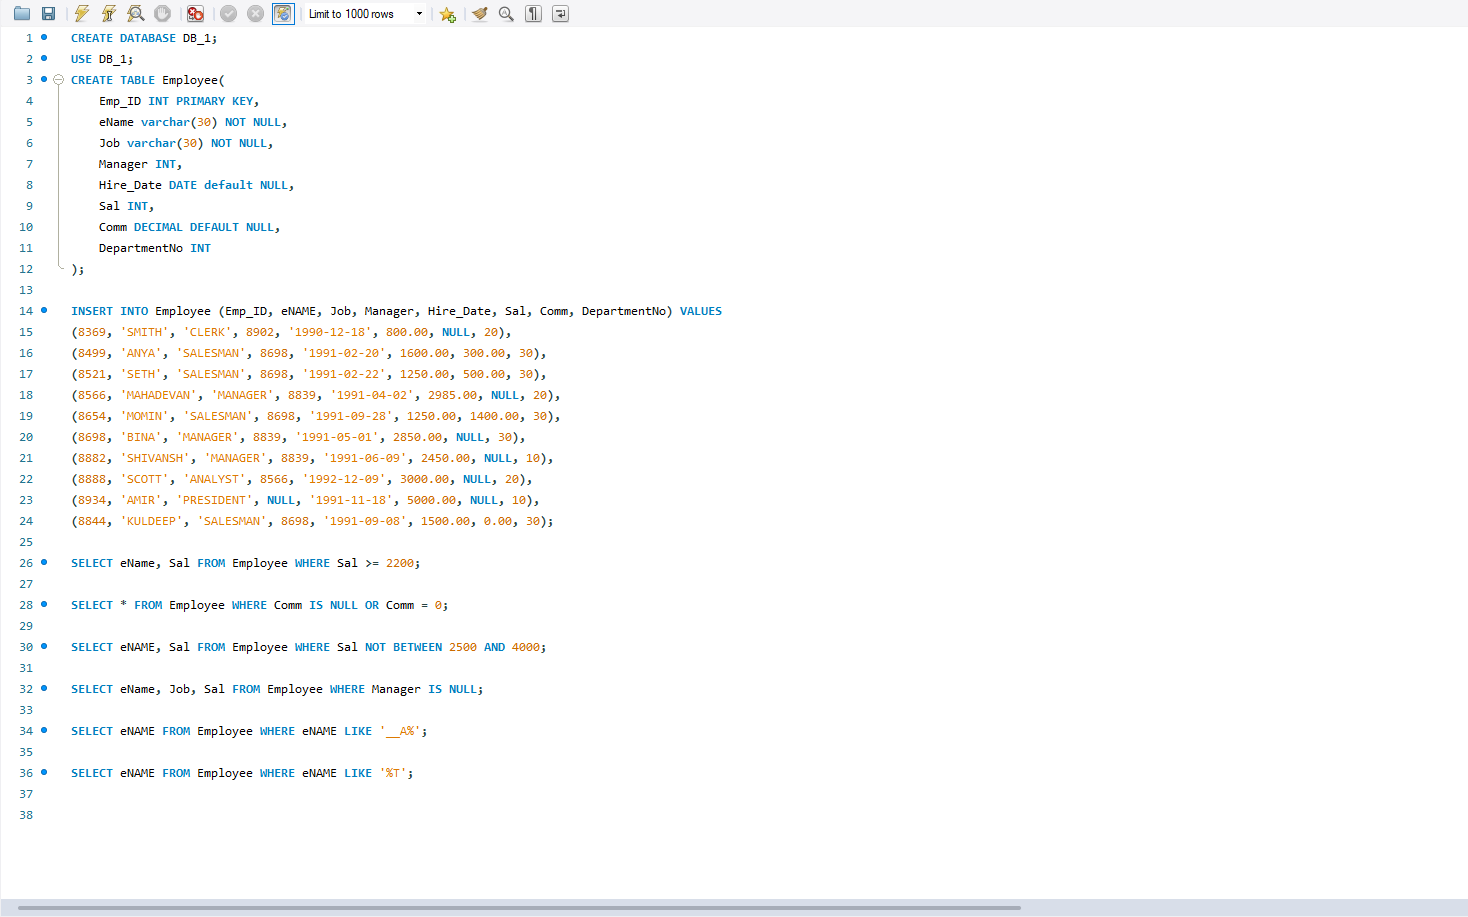 Limit to 1000 rows
1 CREATE DATABASE DB_1;
2 USE DB_1;
3 CREATE TABLE Employee(
4 Emp_ID INT PRIMARY KEY,
5 eName varchar(30) NOT NULL,
6 Job varchar(30) NOT NULL,
7 Manager INT,
8 Hire_Date DATE default NULL,
9 Sal INT,
10 Comm DECIMAL DEFAULT NULL,
11 DepartmentNo INT
12 );
13
14 INSERT INTO Employee (Emp_ID, eNAME, Job, Manager, Hire_Date, Sal, Comm, DepartmentNo) VALUES
15 (8369, 'SMITH', 'CLERK', 8902, '1990-12-18', 800.00, NULL, 20),
16 (8499, 'ANYA', 'SALESMAN', 8698, '1991-02-20', 1600.00, 300.00, 30),
17 (8521, 'SETH', 'SALESMAN', 8698, '1991-02-22', 1250.00, 500.00, 30),
18 (8566, 'MAHADEVAN', 'MANAGER', 8839, '1991-04-02', 2985.00, NULL, 20),
19 (8654, 'MOMIN', 'SALESMAN', 8698, '1991-09-28', 1250.00, 1400.00, 30),
20 (8698, 'BINA', 'MANAGER', 8839, '1991-05-01', 2850.00, NULL, 30),
21 (8882, 'SHIVANSH', 'MANAGER', 8839, '1991-06-09', 2450.00, NULL, 10),
22 (8888, 'SCOTT', 'ANALYST', 8566, '1992-12-09', 3000.00, NULL, 20),
23 (8934, 'AMIR', 'PRESIDENT', NULL, '1991-11-18', 5000.00, NULL, 10),
24 (8844, 'KULDEEP', 'SALESMAN', 8698, '1991-09-08', 1500.00, 0.00, 30);
25
26 SELECT eName, Sal FROM Employee WHERE Sal >= 2200;
27
28 SELECT * FROM Employee WHERE Comm IS NULL OR Comm = 0;
29
30 SELECT eNAME, Sal FROM Employee WHERE Sal NOT BETWEEN 2500 AND 4000;
31
32 SELECT eName, Job, Sal FROM Employee WHERE Manager IS NULL;
33
34 SELECT eNAME FROM Employee WHERE eNAME LIKE '__A%';
35
36 SELECT eNAME FROM Employee WHERE eNAME LIKE '%T';
37
38